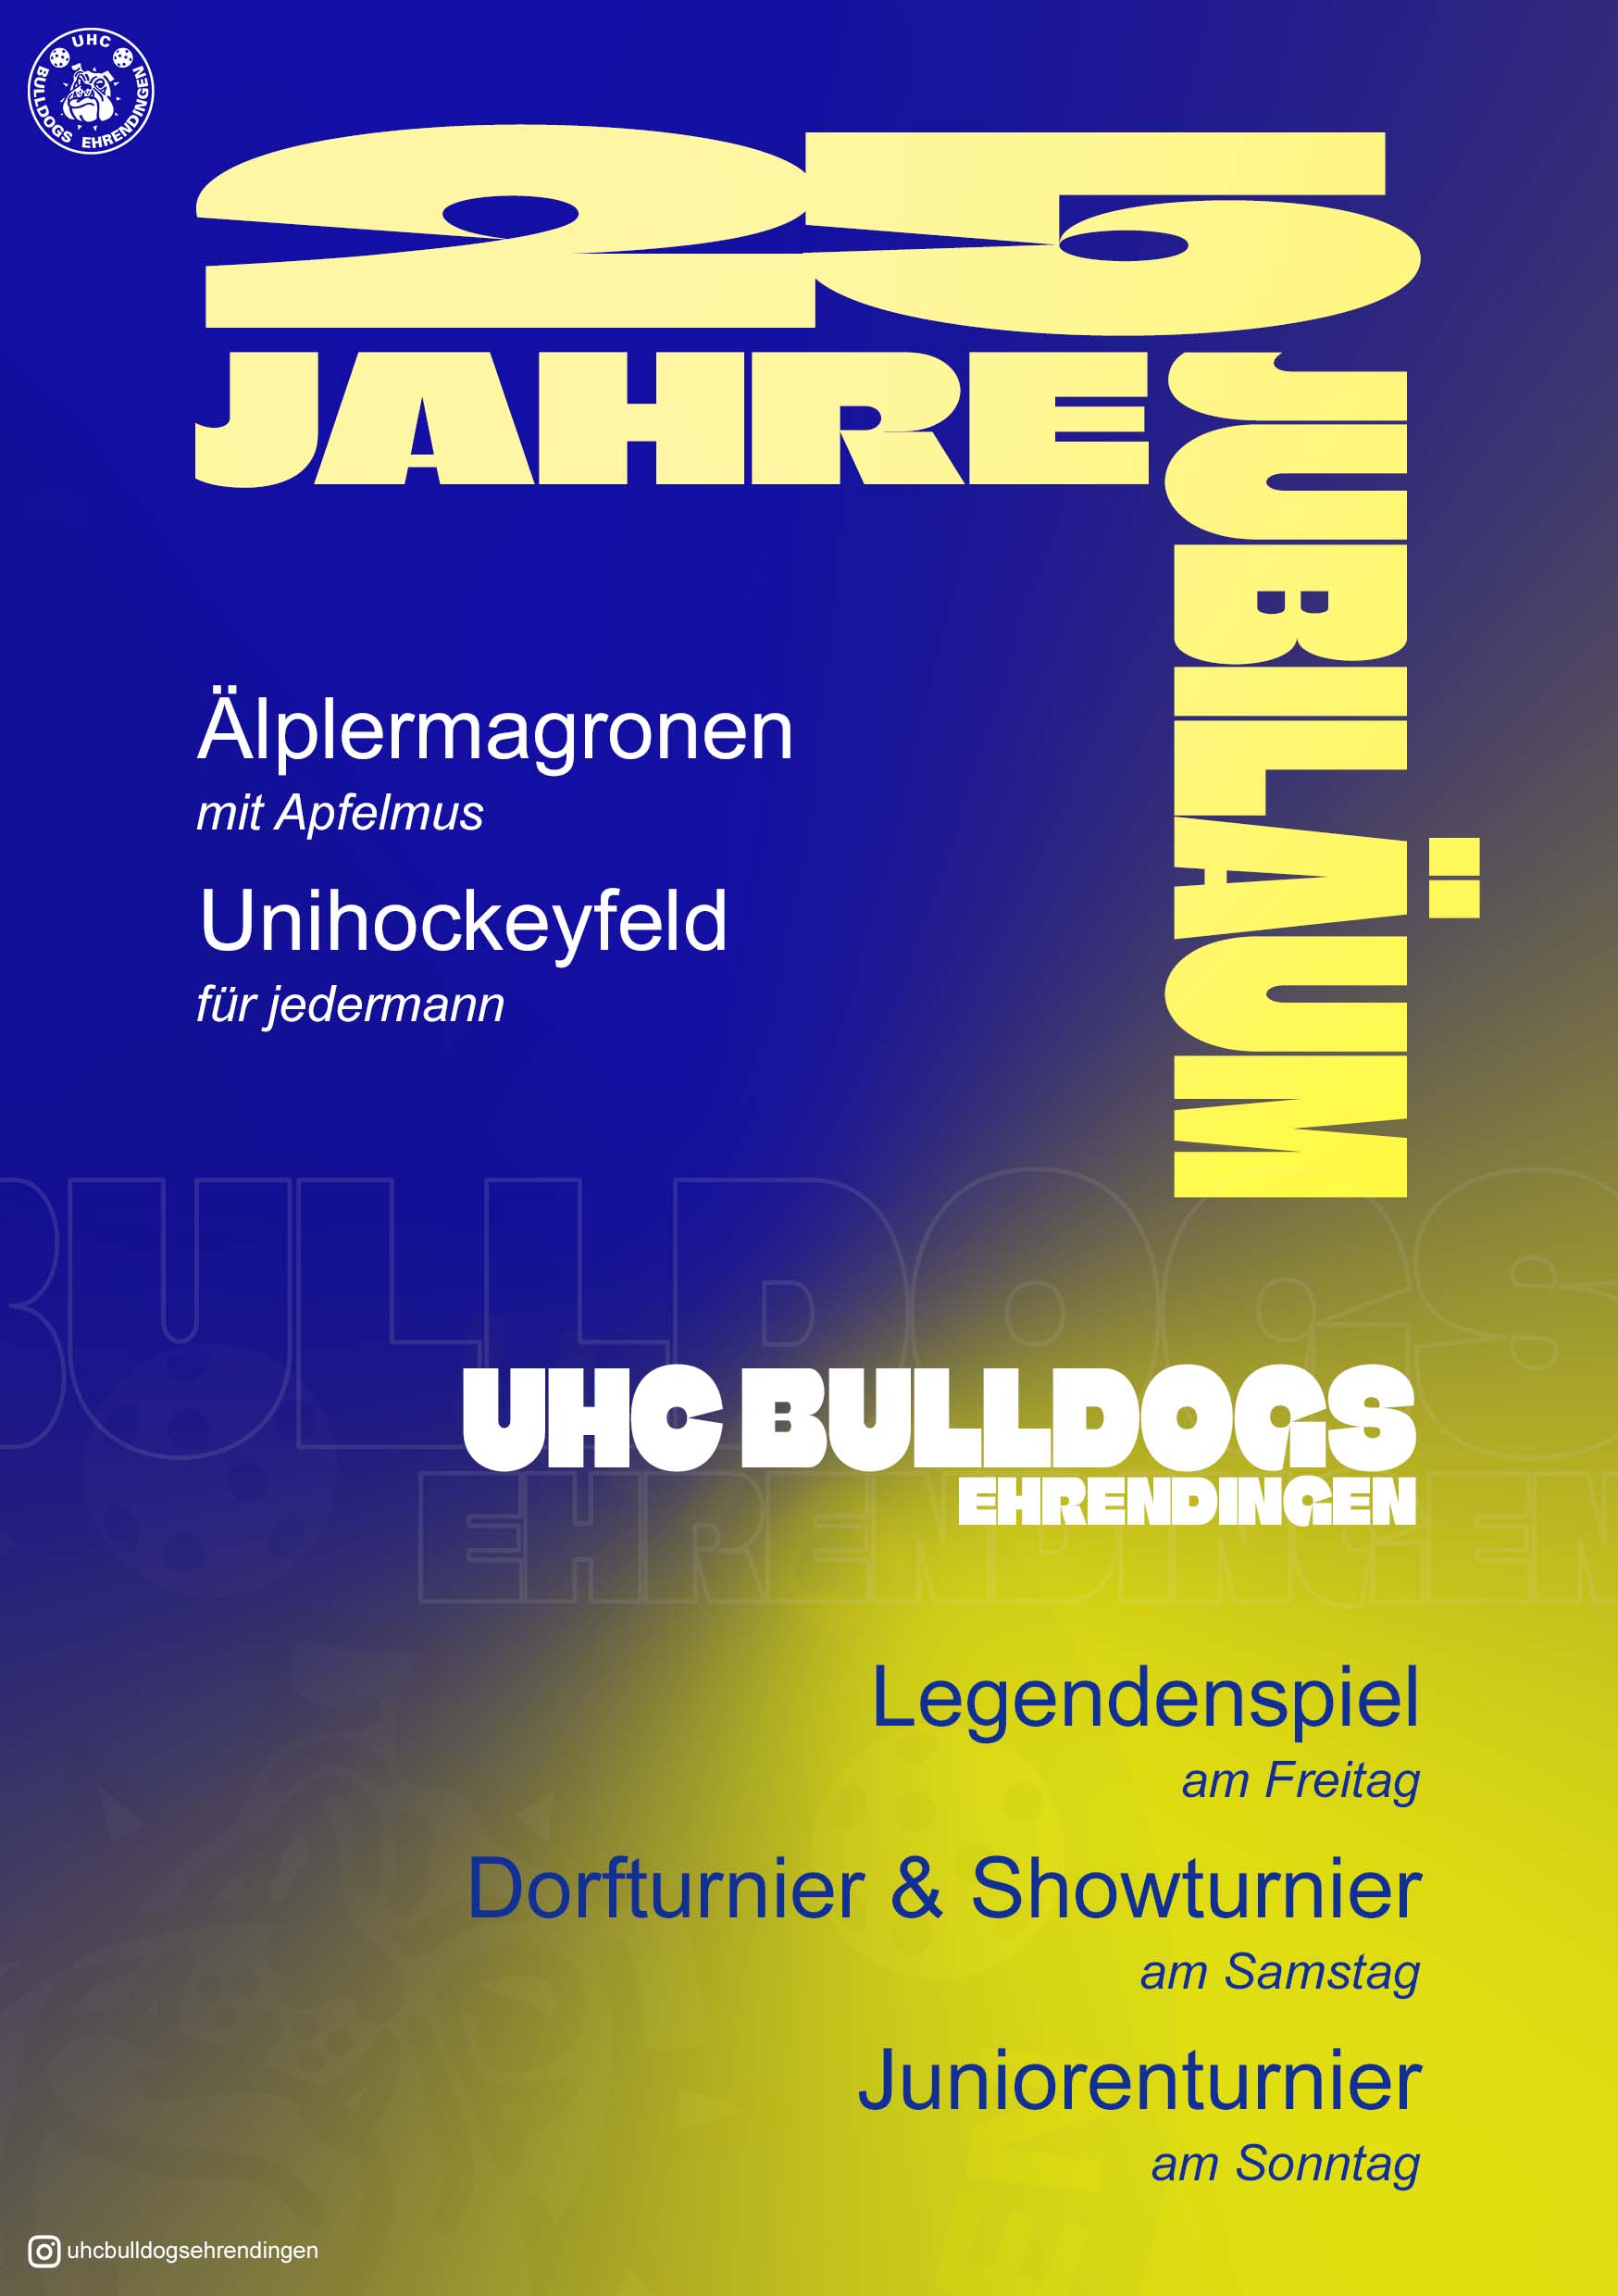 UHC
BULLDOGS EHRENDINGEN
25
JAHRE
JUBILÄUM
Älplermagronen
mit Apfelmus
Unihockeyfeld
für jedermann
BULLDOGS
EHRENDINGEN
UHC BULLDOGS
EHRENDINGEN
Legendenspiel
am Freitag
Dorfturnier & Showturnier
am Samstag
Juniorenturnier
am Sonntag
uhcbulldogsehrendingen